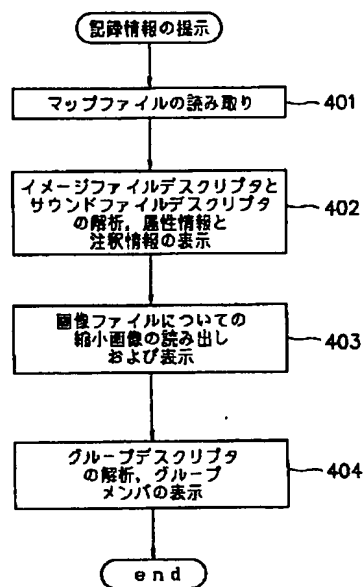 記録情報の提示
マップファイルの読み取り
401
イメージファイルデスクリプタと
サウンドファイルデスクリプタ
の解析，属性情報と
注釈情報の表示
402
画像ファイルについての
縮小画像の読み出し
および表示
403
グループデスクリプタ
の解析，グループ
メンバの表示
404
end